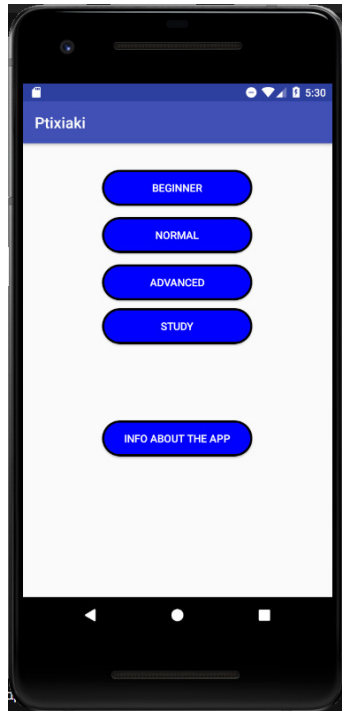 5:30
Ptixiaki
BEGINNER
NORMAL
ADVANCED
STUDY
INFO ABOUT THE APP